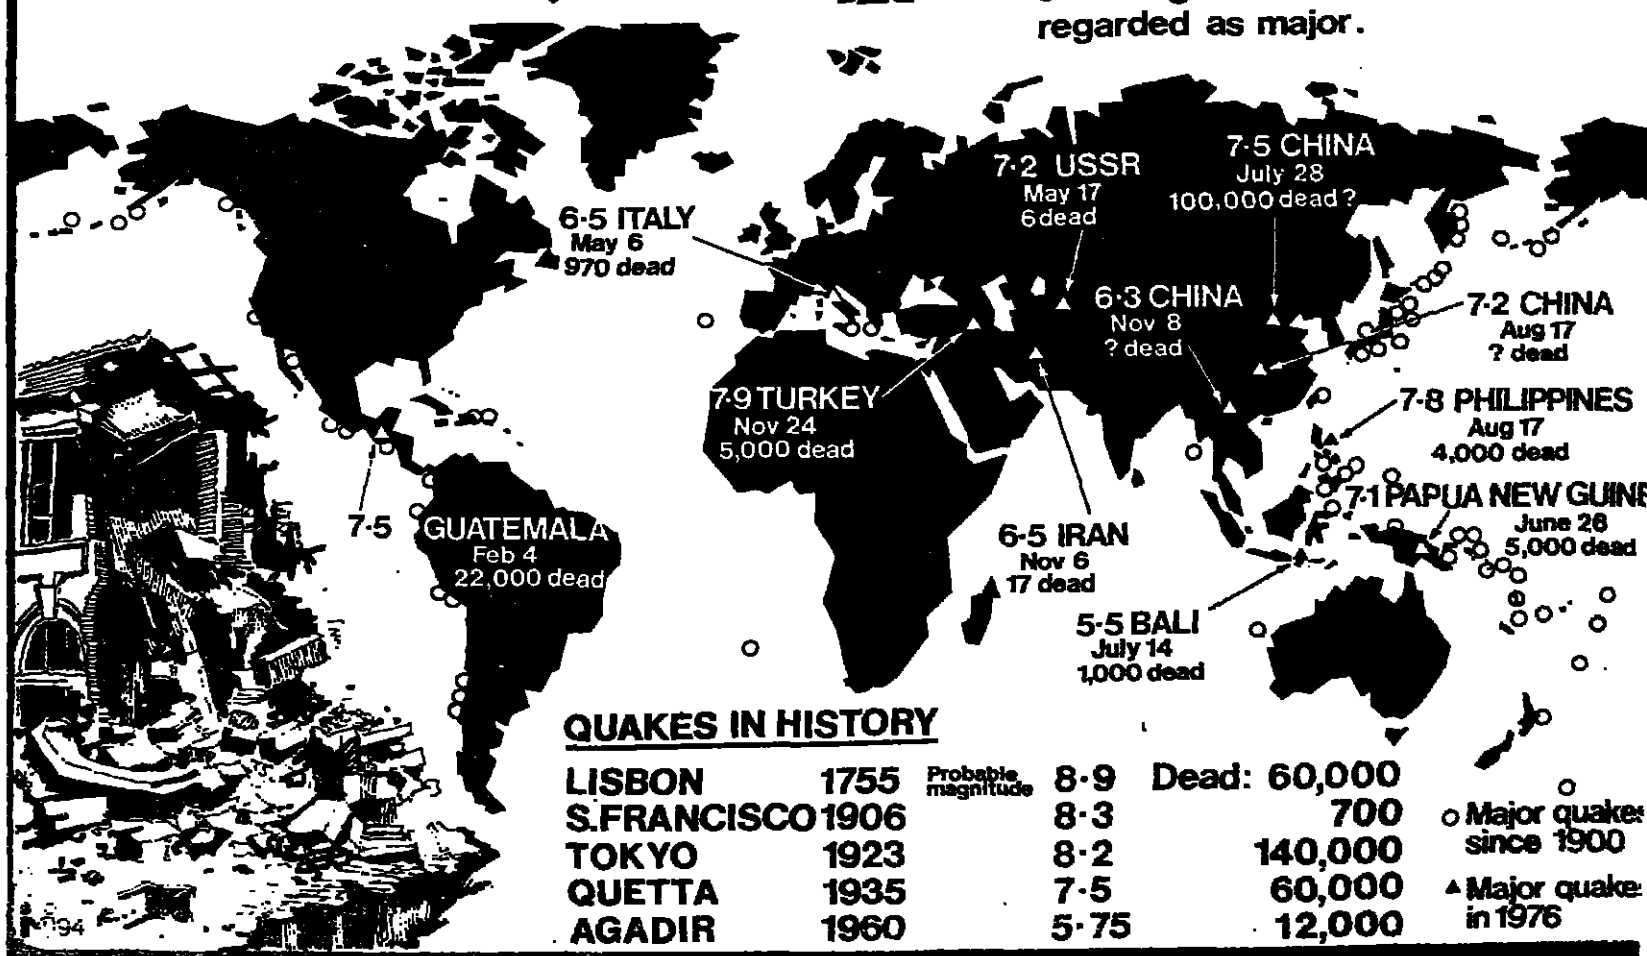 regarded as major.
7·2 USSR
May 17
6 dead
7·5 CHINA
July 28
100,000 dead?
6·5 ITALY
May 6
970 dead
6·3 CHINA
Nov 8
? dead
7·2 CHINA
Aug 17
? dead
7·9 TURKEY
Nov 24
5,000 dead
7·8 PHILIPPINES
Aug 17
4,000 dead
7·1 PAPUA NEW GUINE
June 26
5,000 dead
7·5 GUATEMALA
Feb 4
22,000 dead
6·5 IRAN
Nov 6
17 dead
5·5 BALI
July 14
1,000 dead
QUAKES IN HISTORY
LISBON 1755 Probable magnitude 8·9 Dead: 60,000
S.FRANCISCO 1906 8·3 700
TOKYO 1923 8·2 140,000
QUETTA 1935 7·5 60,000
AGADIR 1960 5·75 12,000
Major quakes
since 1900
Major quake
in 1976
94